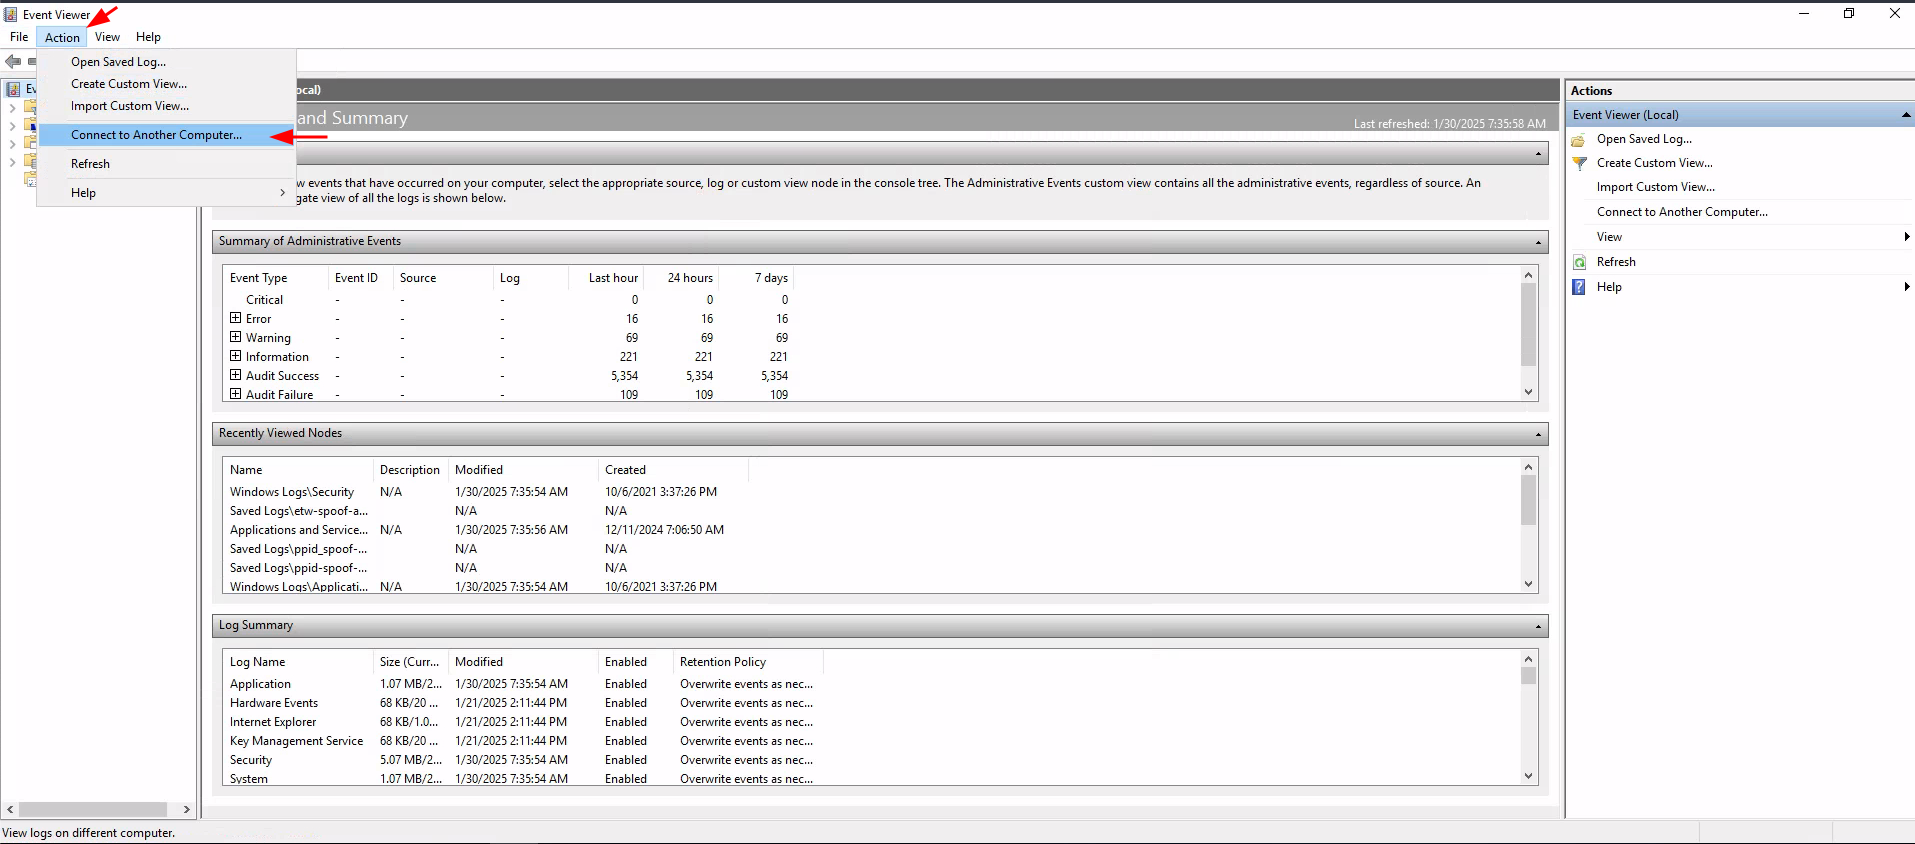 Event Viewer
File Action View Help
Open Saved Log...
Create Custom View...
Import Custom View...
Connect to Another Computer...
Refresh
Help
Ev
ocal)
and Summary
Last refreshed: 1/30/2025 7:35:58 AM
w events that have occurred on your computer, select the appropriate source, log or custom view node in the console tree. The Administrative Events custom view contains all the administrative events, regardless of source. An
gate view of all the logs is shown below.
Summary of Administrative Events
Event Type Event ID Source Log Last hour 24 hours 7 days
Critical - - - 0 0 0
Error - - - 16 16 16
Warning - - - 69 69 69
Information - - - 221 221 221
Audit Success - - - 5,354 5,354 5,354
Audit Failure - - - 109 109 109
Recently Viewed Nodes
Name Description Modified Created
Windows Logs\Security N/A 1/30/2025 7:35:54 AM 10/6/2021 3:37:26 PM
Saved Logs\etw-spoof-a... N/A N/A
Applications and Service... N/A 1/30/2025 7:35:56 AM 12/11/2024 7:06:50 AM
Saved Logs\ppid_spoof-... N/A N/A
Saved Logs\ppid-spoof-... N/A N/A
Windows Logs\Applicati... N/A 1/30/2025 7:35:54 AM 10/6/2021 3:37:26 PM
Log Summary
Log Name Size (Curr... Modified Enabled Retention Policy
Application 1.07 MB/2... 1/30/2025 7:35:54 AM Enabled Overwrite events as nec...
Hardware Events 68 KB/20 ... 1/21/2025 2:11:44 PM Enabled Overwrite events as nec...
Internet Explorer 68 KB/1.0... 1/21/2025 2:11:44 PM Enabled Overwrite events as nec...
Key Management Service 68 KB/20 ... 1/21/2025 2:11:44 PM Enabled Overwrite events as nec...
Security 5.07 MB/2... 1/30/2025 7:35:54 AM Enabled Overwrite events as nec...
System 1.07 MB/2... 1/30/2025 7:35:54 AM Enabled Overwrite events as nec...
Actions
Event Viewer (Local)
Open Saved Log...
Create Custom View...
Import Custom View...
Connect to Another Computer...
View
Refresh
Help
View logs on different computer.